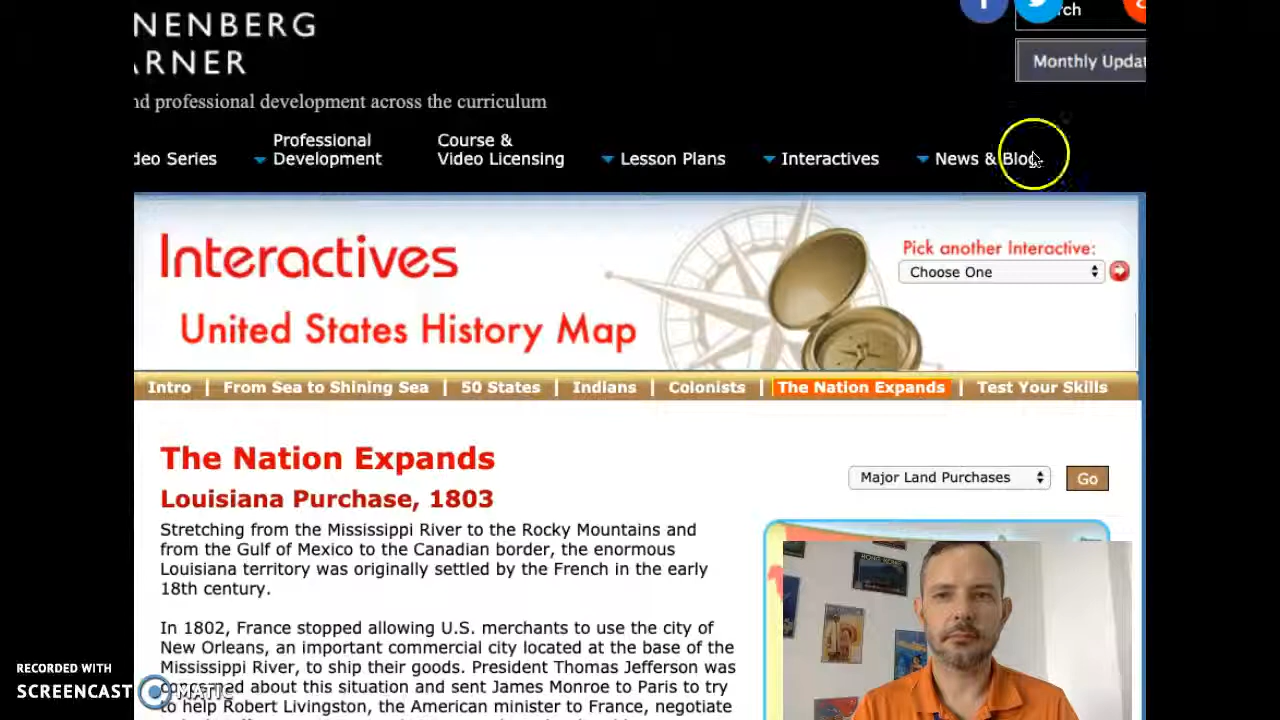 NENBERG
ARNER
nd professional development across the curriculum
rch
Monthly Updat
deo Series
Professional
Development
Course &
Video Licensing
Lesson Plans
Interactives
News & Blog
Interactives
United States History Map
Pick another Interactive:
Choose One
Intro | From Sea to Shining Sea | 50 States | Indians | Colonists | The Nation Expands | Test Your Skills
The Nation Expands
Major Land Purchases
Go
Louisiana Purchase, 1803
Stretching from the Mississippi River to the Rocky Mountains and
from the Gulf of Mexico to the Canadian border, the enormous
Louisiana territory was originally settled by the French in the early
18th century.
In 1802, France stopped allowing U.S. merchants to use the city of
New Orleans, an important commercial city located at the base of the
Mississippi River, to ship their goods. President Thomas Jefferson was
concerned about this situation and sent James Monroe to Paris to try
to help Robert Livingston, the American minister to France, negotiate
RECORDED WITH
SCREENCAST MATIC
HONG KONG